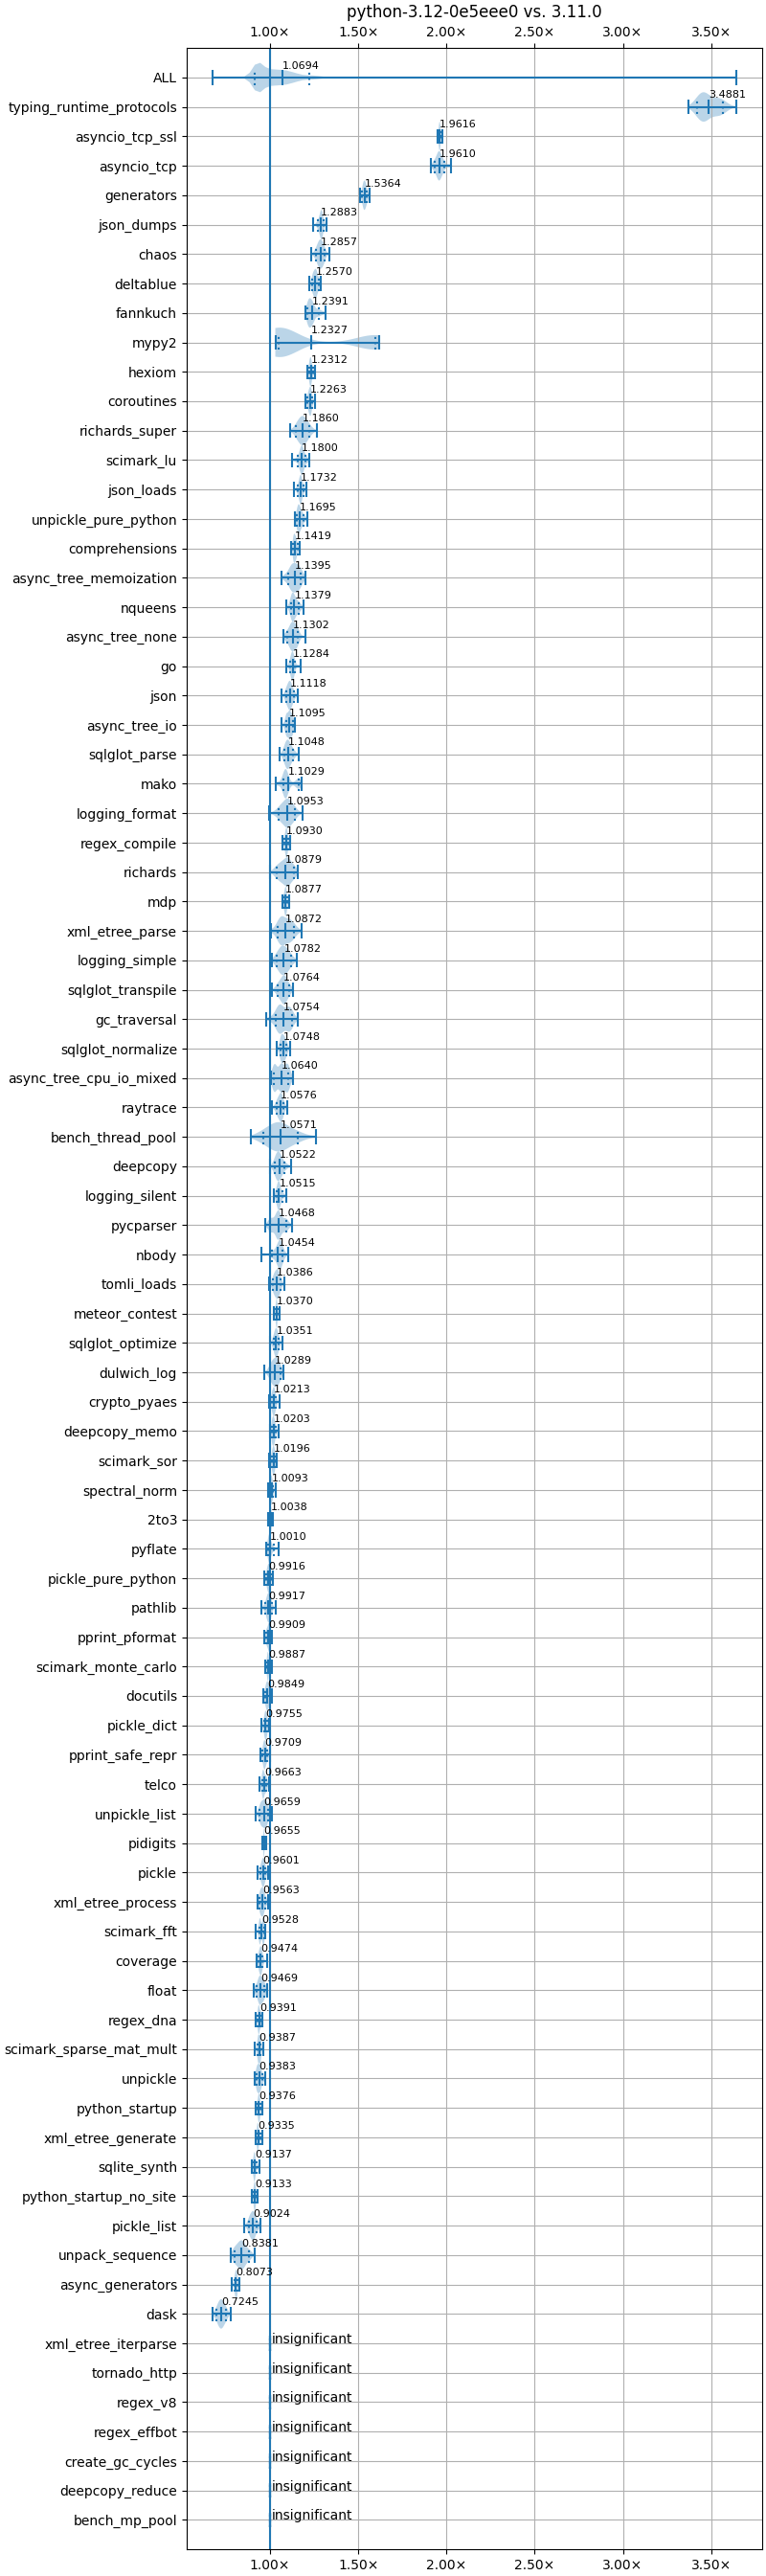 python-3.12-0e5eee0 vs. 3.11.0
1.00× 1.50× 2.00× 2.50× 3.00× 3.50×
ALL 1.0694
typing_runtime_protocols 3.4881
asyncio_tcp_ssl 1.9616
asyncio_tcp 1.9610
generators 1.5364
json_dumps 1.2883
chaos 1.2857
deltablue 1.2570
fannkuch 1.2391
mypy2 1.2327
hexiom 1.2312
coroutines 1.2263
richards_super 1.1860
scimark_lu 1.1800
json_loads 1.1732
unpickle_pure_python 1.1695
comprehensions 1.1419
async_tree_memoization 1.1395
nqueens 1.1379
async_tree_none 1.1302
go 1.1284
json 1.1118
async_tree_io 1.1095
sqlglot_parse 1.1048
mako 1.1029
logging_format 1.0953
regex_compile 1.0930
richards 1.0879
mdp 1.0877
xml_etree_parse 1.0872
logging_simple 1.0782
sqlglot_transpile 1.0764
gc_traversal 1.0754
sqlglot_normalize 1.0748
async_tree_cpu_io_mixed 1.0640
raytrace 1.0576
bench_thread_pool 1.0571
deepcopy 1.0522
logging_silent 1.0515
pycparser 1.0468
nbody 1.0454
tomli_loads 1.0386
meteor_contest 1.0370
sqlglot_optimize 1.0351
dulwich_log 1.0289
crypto_pyaes 1.0213
deepcopy_memo 1.0203
scimark_sor 1.0196
spectral_norm 1.0093
2to3 1.0038
pyflate 1.0010
pickle_pure_python 0.9916
pathlib 0.9917
pprint_pformat 0.9909
scimark_monte_carlo 0.9887
docutils 0.9849
pickle_dict 0.9755
pprint_safe_repr 0.9709
telco 0.9663
unpickle_list 0.9659
pidigits 0.9655
pickle 0.9601
xml_etree_process 0.9563
scimark_fft 0.9528
coverage 0.9474
float 0.9469
regex_dna 0.9391
scimark_sparse_mat_mult 0.9387
unpickle 0.9383
python_startup 0.9376
xml_etree_generate 0.9335
sqlite_synth 0.9137
python_startup_no_site 0.9133
pickle_list 0.9024
unpack_sequence 0.8381
async_generators 0.8073
dask 0.7245
xml_etree_iterparse insignificant
tornado_http insignificant
regex_v8 insignificant
regex_effbot insignificant
create_gc_cycles insignificant
deepcopy_reduce insignificant
bench_mp_pool insignificant
1.00× 1.50× 2.00× 2.50× 3.00× 3.50×